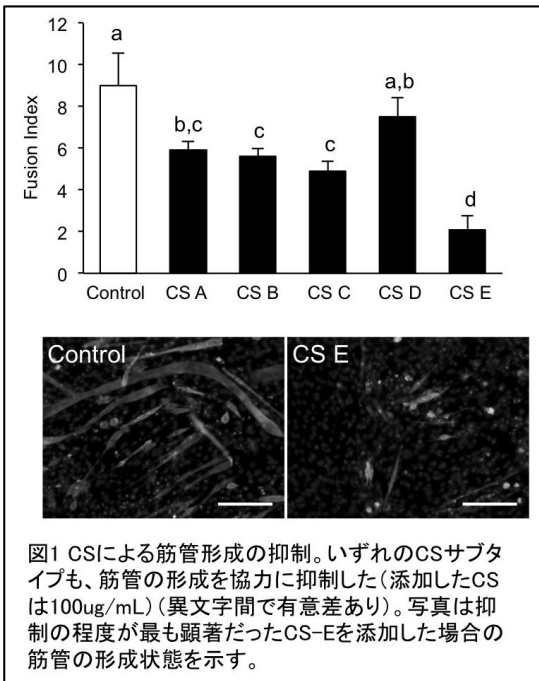 a
b,c
c
c
a,b
d
Fusion Index
12
10
8
6
4
2
0
Control CS A CS B CS C CS D CS E
Control CS E
図1 CSによる筋管形成の抑制。いずれのCSサブタ
イプも、筋管の形成を協力に抑制した(添加したCS
は100ug/mL)(異文字間で有意差あり)。写真は抑
制の程度が最も顕著だったCS-Eを添加した場合の
筋管の形成状態を示す。